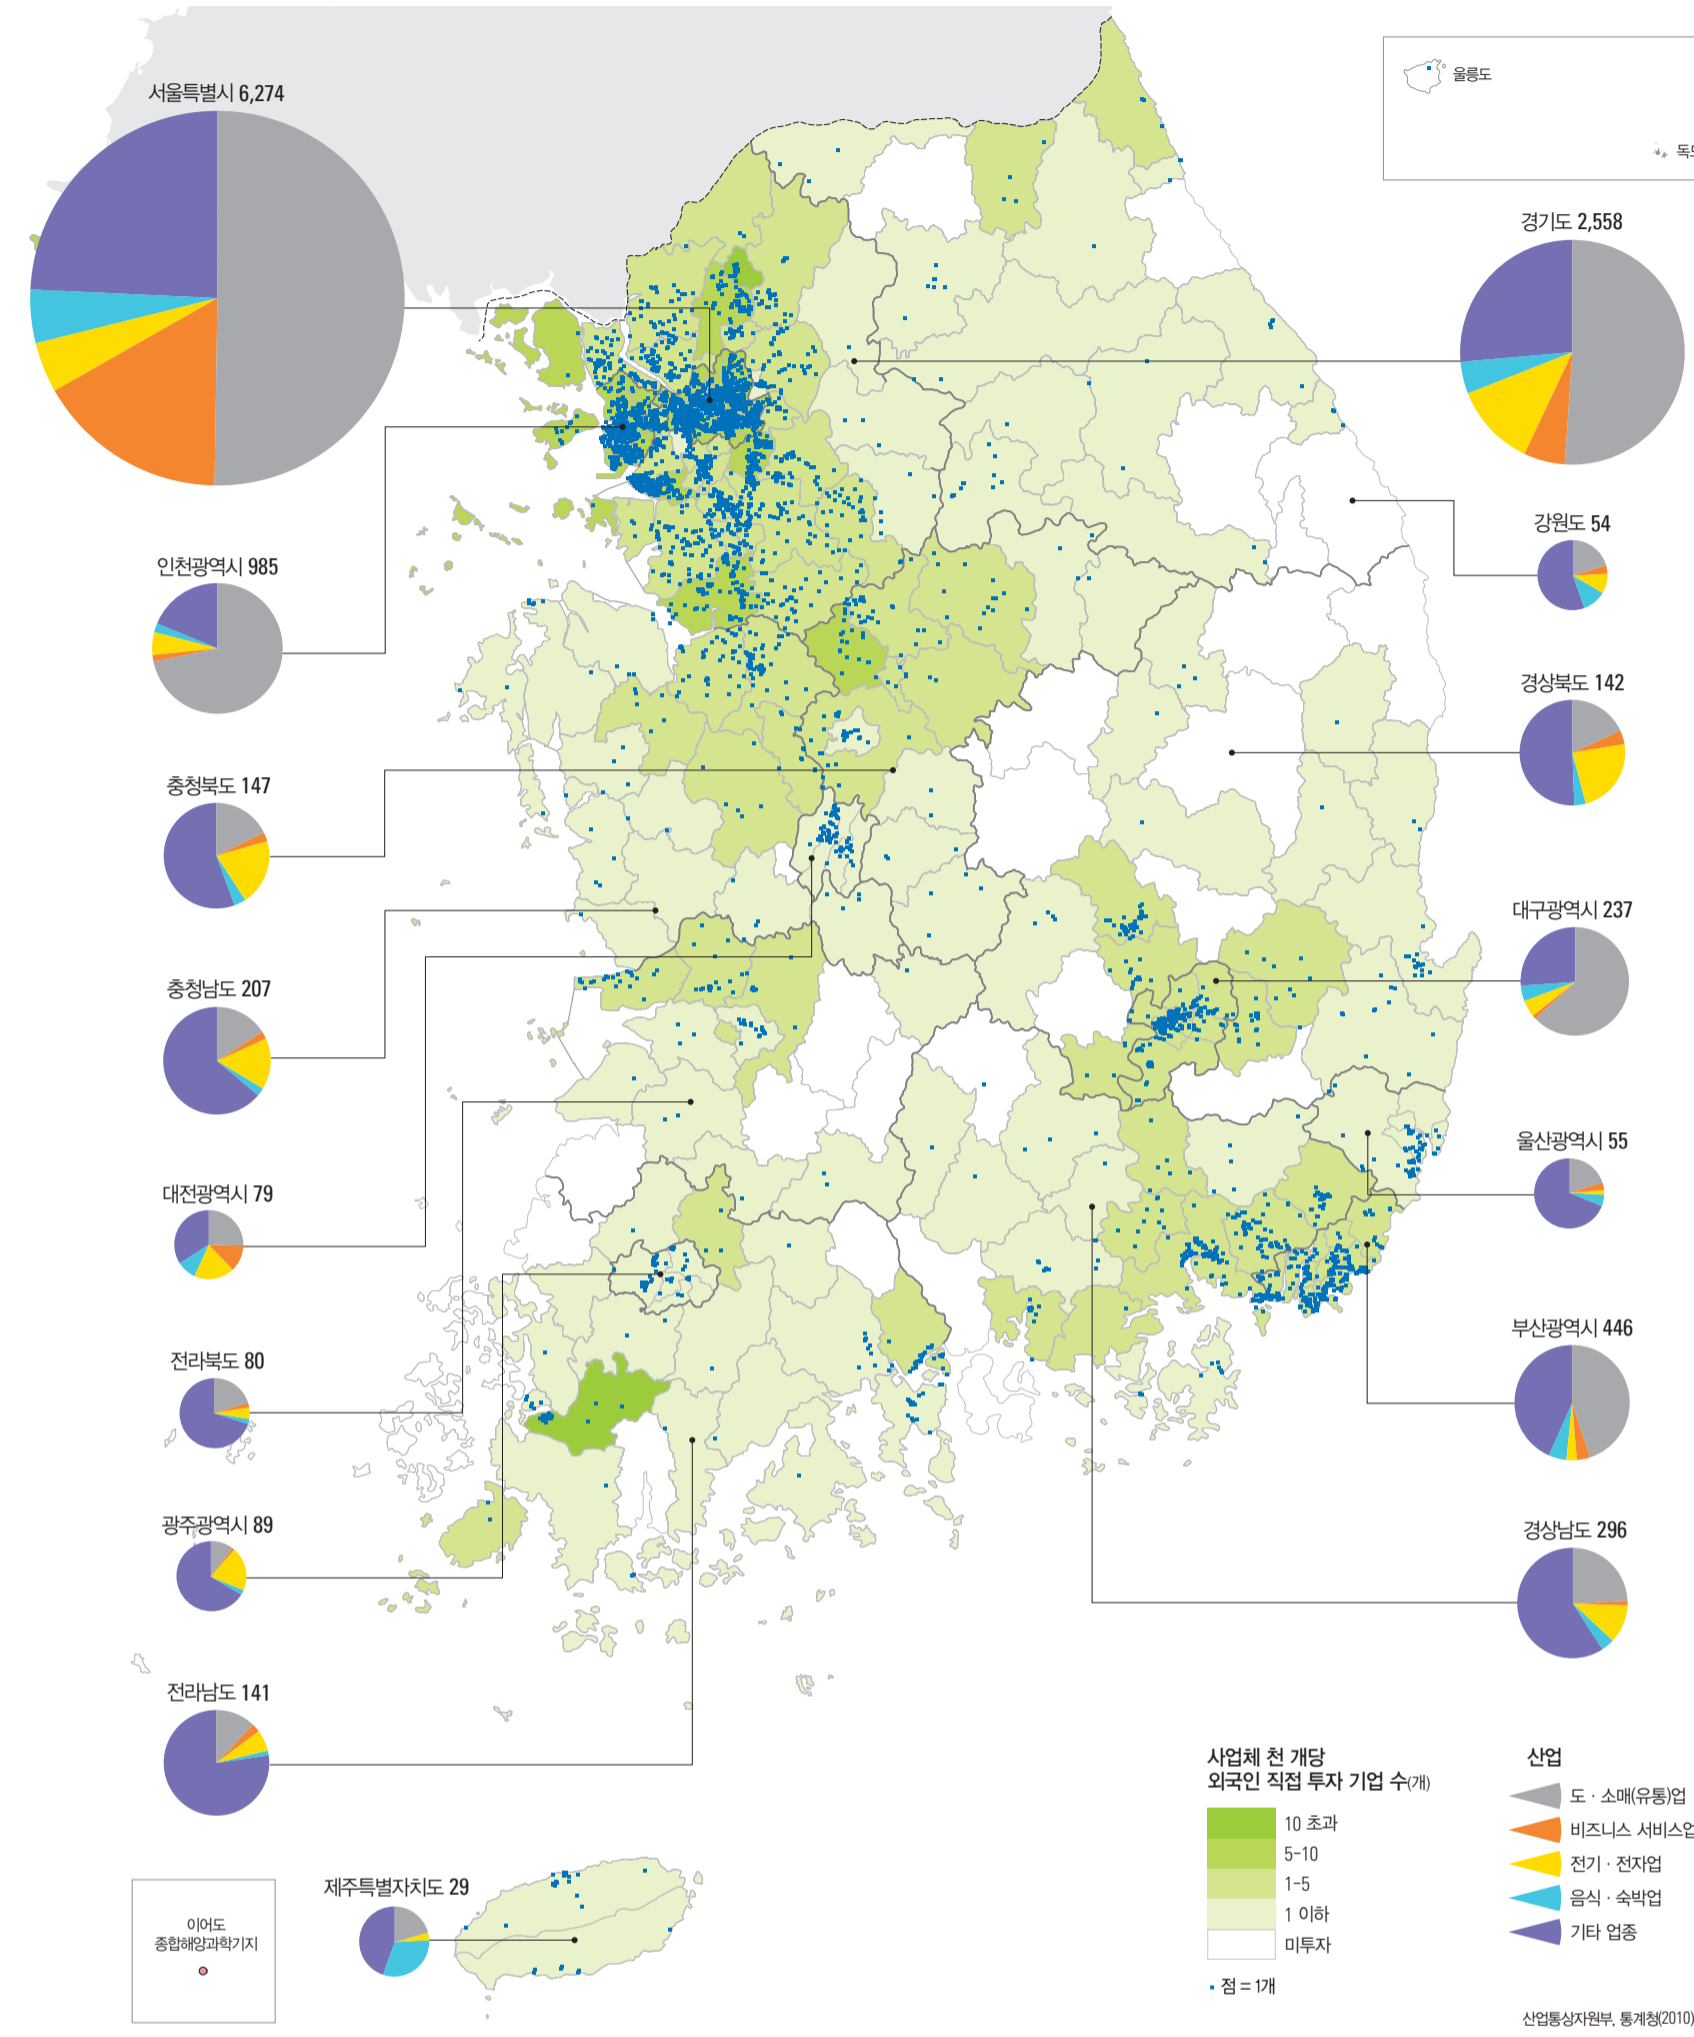 서울특별시 6,274
울릉도
경기도 2,558
강원도 54
인천광역시 985
경상북도 142
충청북도 147
대구광역시 237
충청남도 207
울산광역시 55
대전광역시 79
부산광역시 446
전라북도 80
광주광역시 89
경상남도 296
전라남도 141
제주특별자치도 29
이어도
종합해양과학기지
사업체 천 개당
외국인 직접 투자 기업 수(개)
10 초과
5-10
1-5
1 이하
미투자
점 = 1개
산업
도 · 소매(유통)업
비즈니스 서비스업
전기 · 전자업
음식 · 숙박업
기타 업종
산업통상자원부, 통계청(2010)